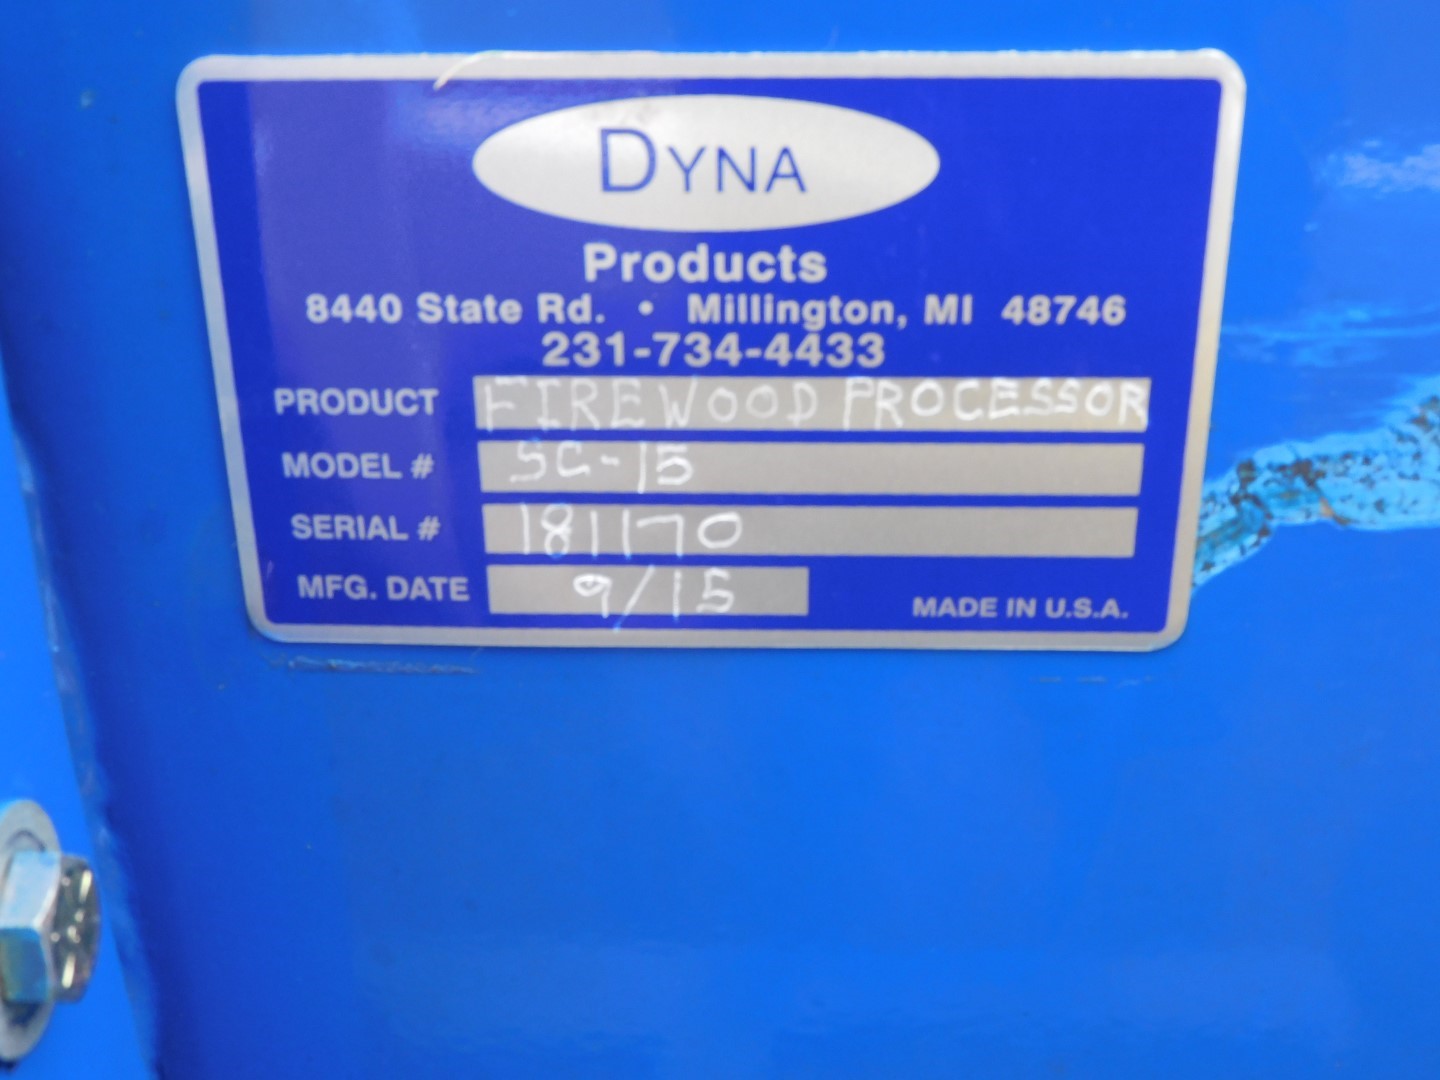 DYNA
Products
8440 State Rd. • Millington, MI 48746
231-734-4433
PRODUCT FIREWOOD PROCESSOR
MODEL # SC-15
SERIAL # 181170
MFG. DATE 9/15
MADE IN U.S.A.